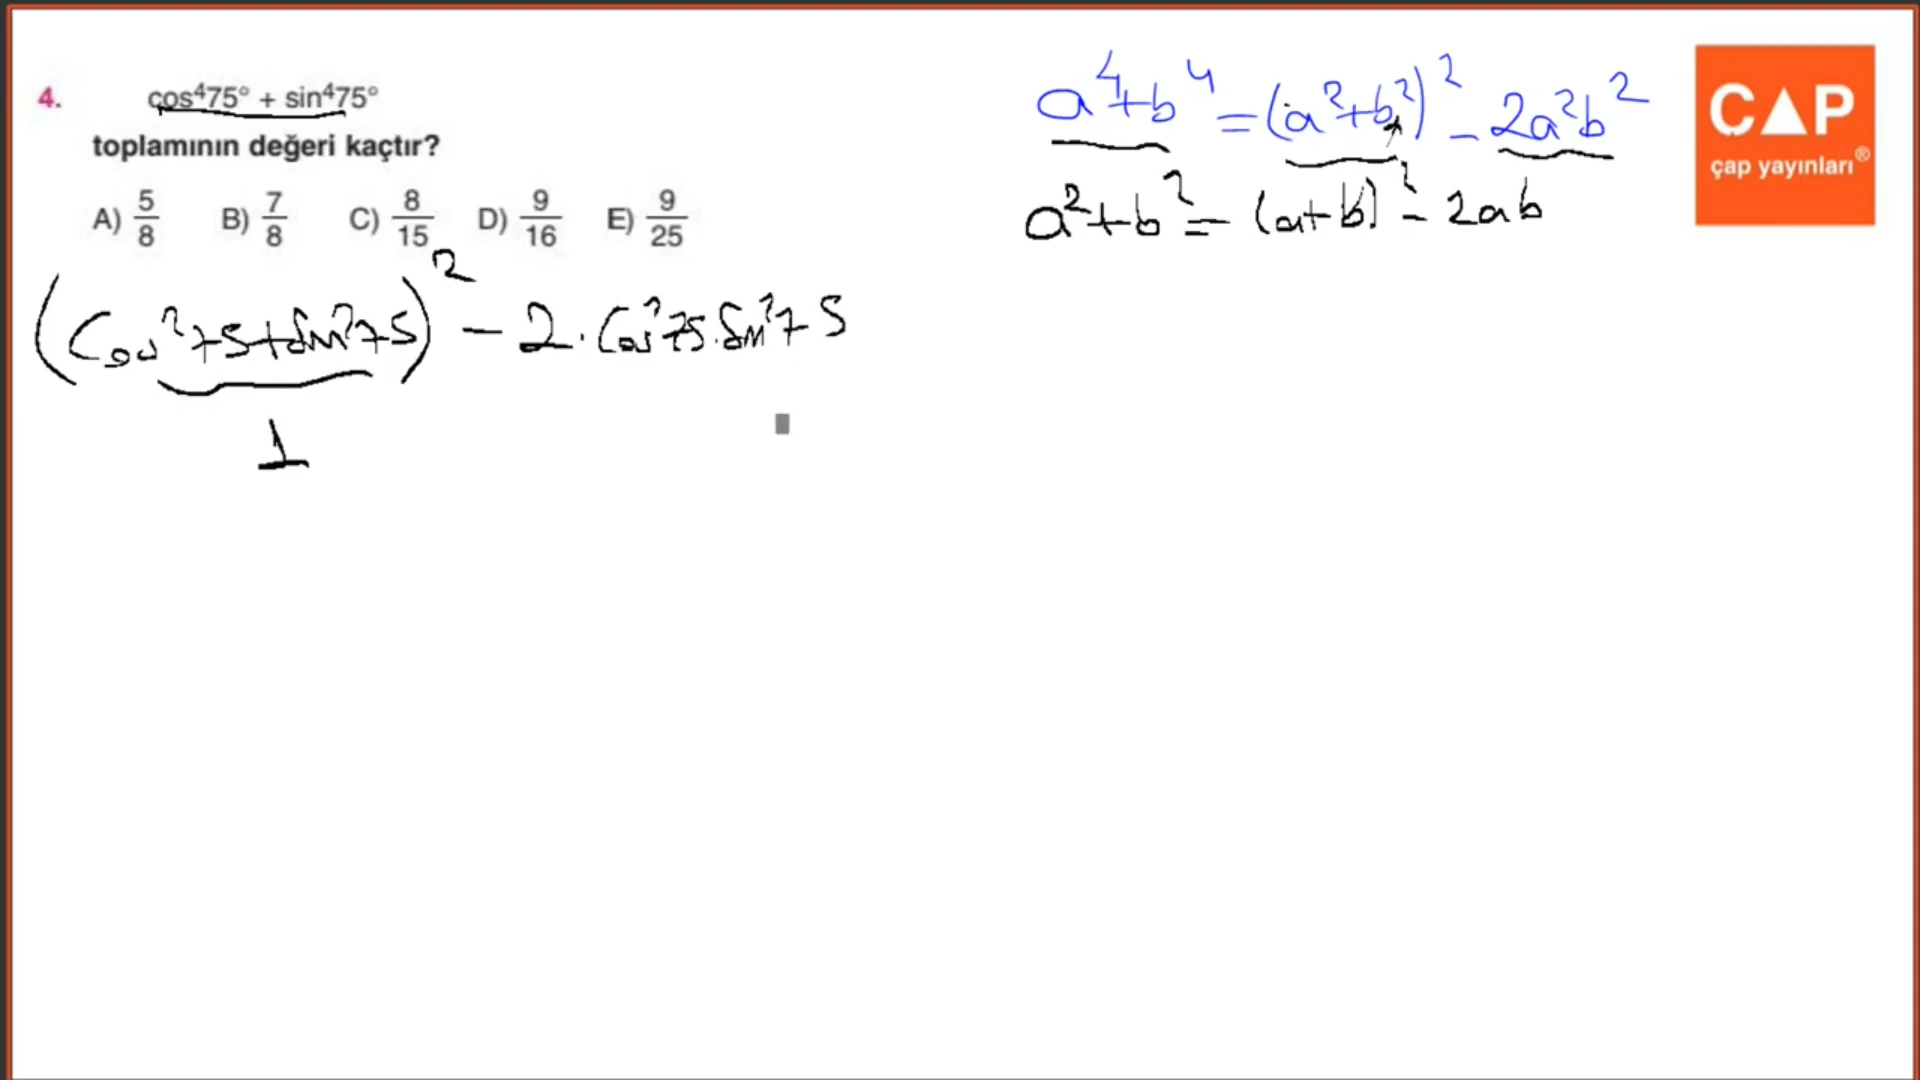 4. cos⁴75° + sin⁴75°
toplamının değeri kaçtır?
A) 5/8 B) 7/8 C) 8/15 D) 9/16 E) 9/25
(Cos²75+Sin²75)² - 2.Cos²75.Sin²75
1
a⁴+b⁴=(a²+b²)²-2a²b²
a²+b²=(a+b)²-2ab
ÇAP
çap yayınları®